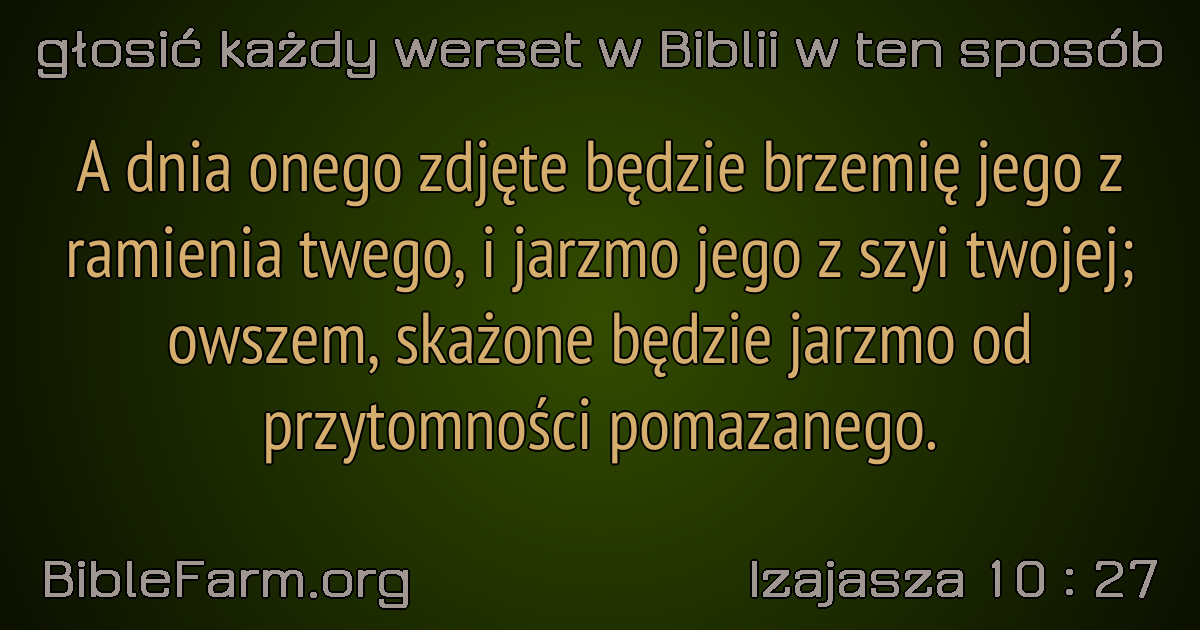 głosić każdy werset w Biblii w ten sposób
A dnia onego zdjęte będzie brzemię jego z
ramienia twego, i jarzmo jego z szyi twojej;
owszem, skażone będzie jarzmo od
przytomności pomazanego.
BibleFarm.org
Izajasza 10 : 27